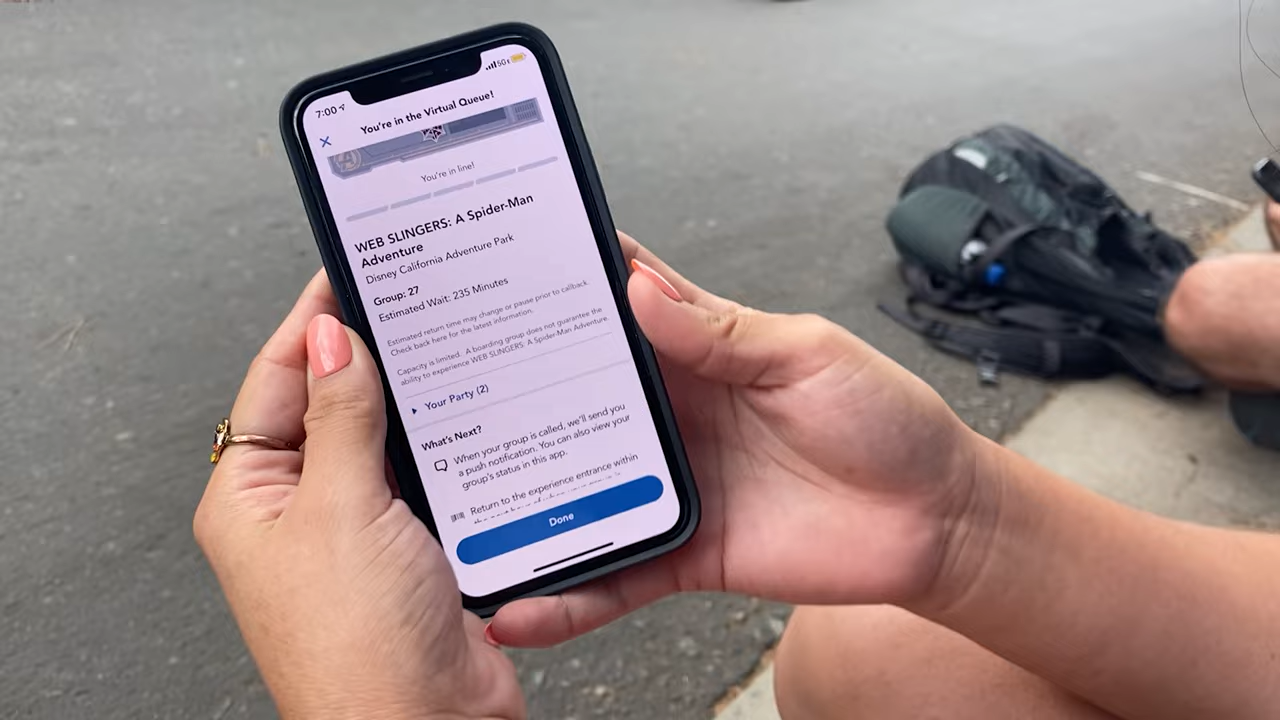 7:00
5G
You're in the Virtual Queue!
You're in line!
WEB SLINGERS: A Spider-Man
Adventure
Disney California Adventure Park
Group: 27
Estimated Wait: 235 Minutes
Estimated return time may change or pause prior to callback.
Check back here for the latest information.
Capacity is limited. A boarding group does not guarantee the
ability to experience WEB SLINGERS: A Spider-Man Adventure.
Your Party (2)
What's Next?
When your group is called, we'll send you
a push notification. You can also view your
group's status in this app.
Return to the experience entrance within
Done